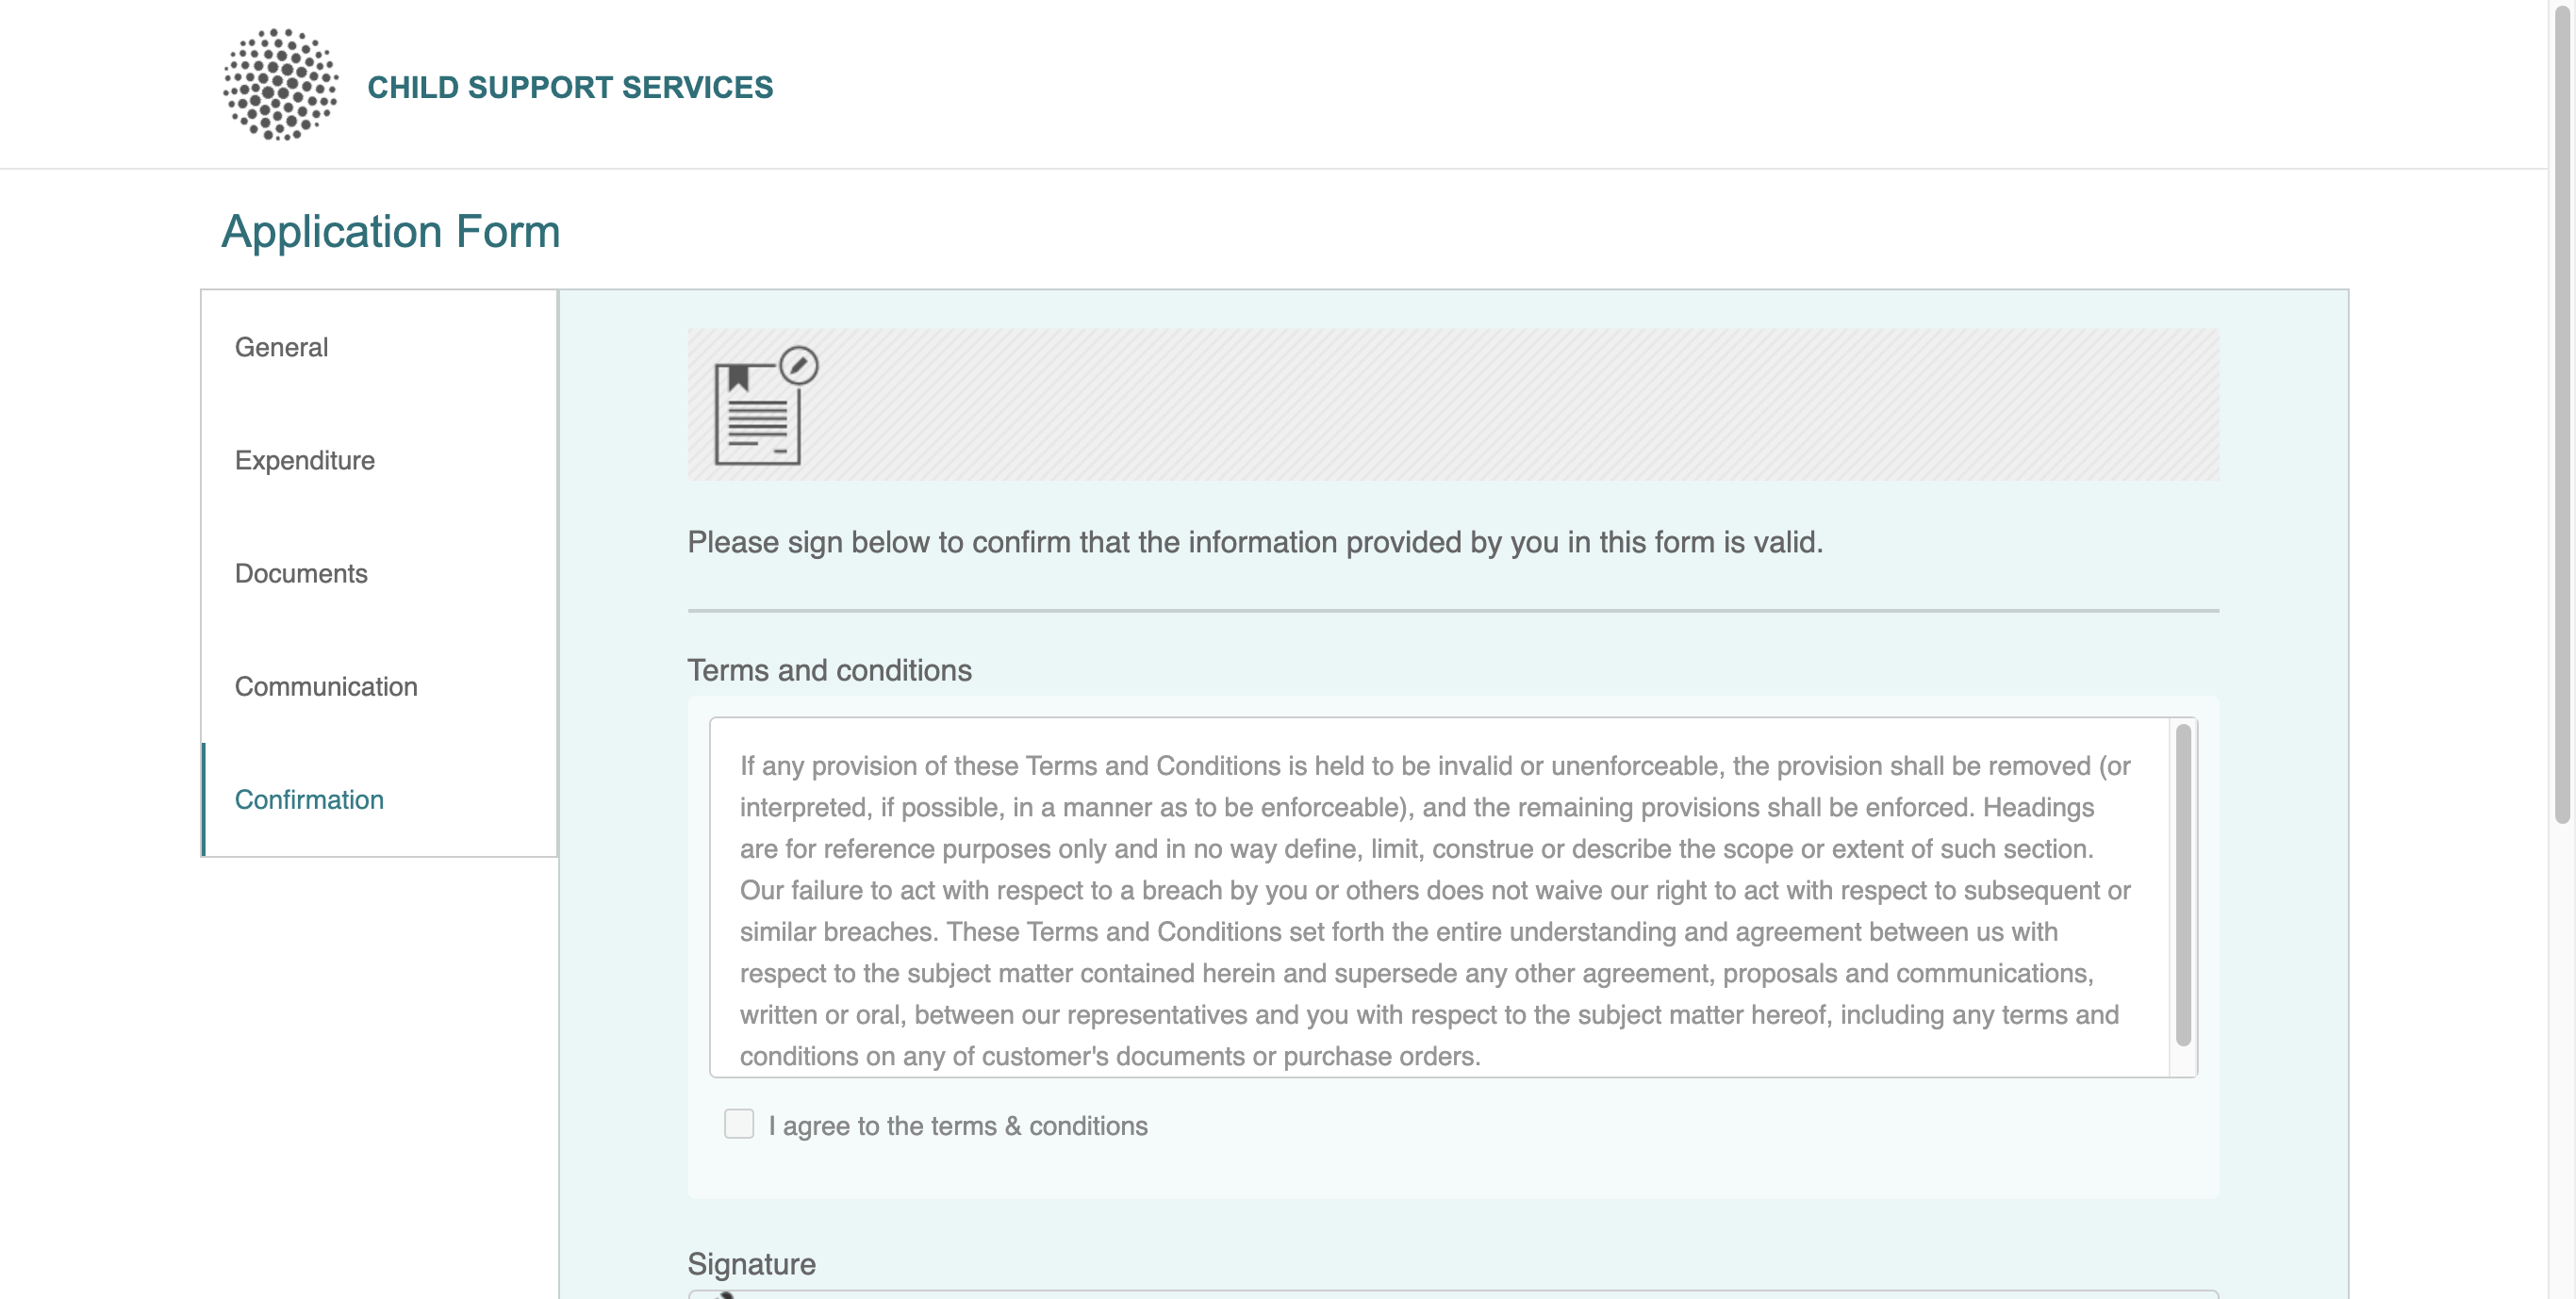 CHILD SUPPORT SERVICES
Application Form
General
Expenditure
Documents
Communication
Confirmation
Please sign below to confirm that the information provided by you in this form is valid.
Terms and conditions
If any provision of these Terms and Conditions is held to be invalid or unenforceable, the provision shall be removed (or
interpreted, if possible, in a manner as to be enforceable), and the remaining provisions shall be enforced. Headings
are for reference purposes only and in no way define, limit, construe or describe the scope or extent of such section.
Our failure to act with respect to a breach by you or others does not waive our right to act with respect to subsequent or
similar breaches. These Terms and Conditions set forth the entire understanding and agreement between us with
respect to the subject matter contained herein and supersede any other agreement, proposals and communications,
written or oral, between our representatives and you with respect to the subject matter hereof, including any terms and
conditions on any of customer's documents or purchase orders.
I agree to the terms & conditions
Signature